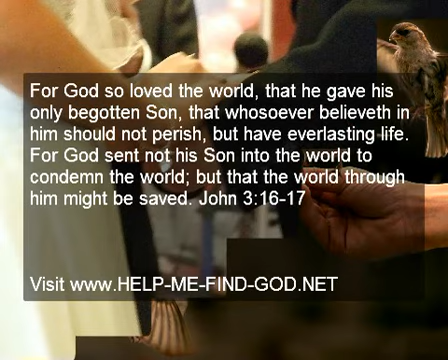 For God so loved the world, that he gave his
only begotten Son, that whosoever believeth in
him should not perish, but have everlasting life.
For God sent not his Son into the world to
condemn the world; but that the world through
him might be saved. John 3:16-17
Visit www.HELP-ME-FIND-GOD.NET